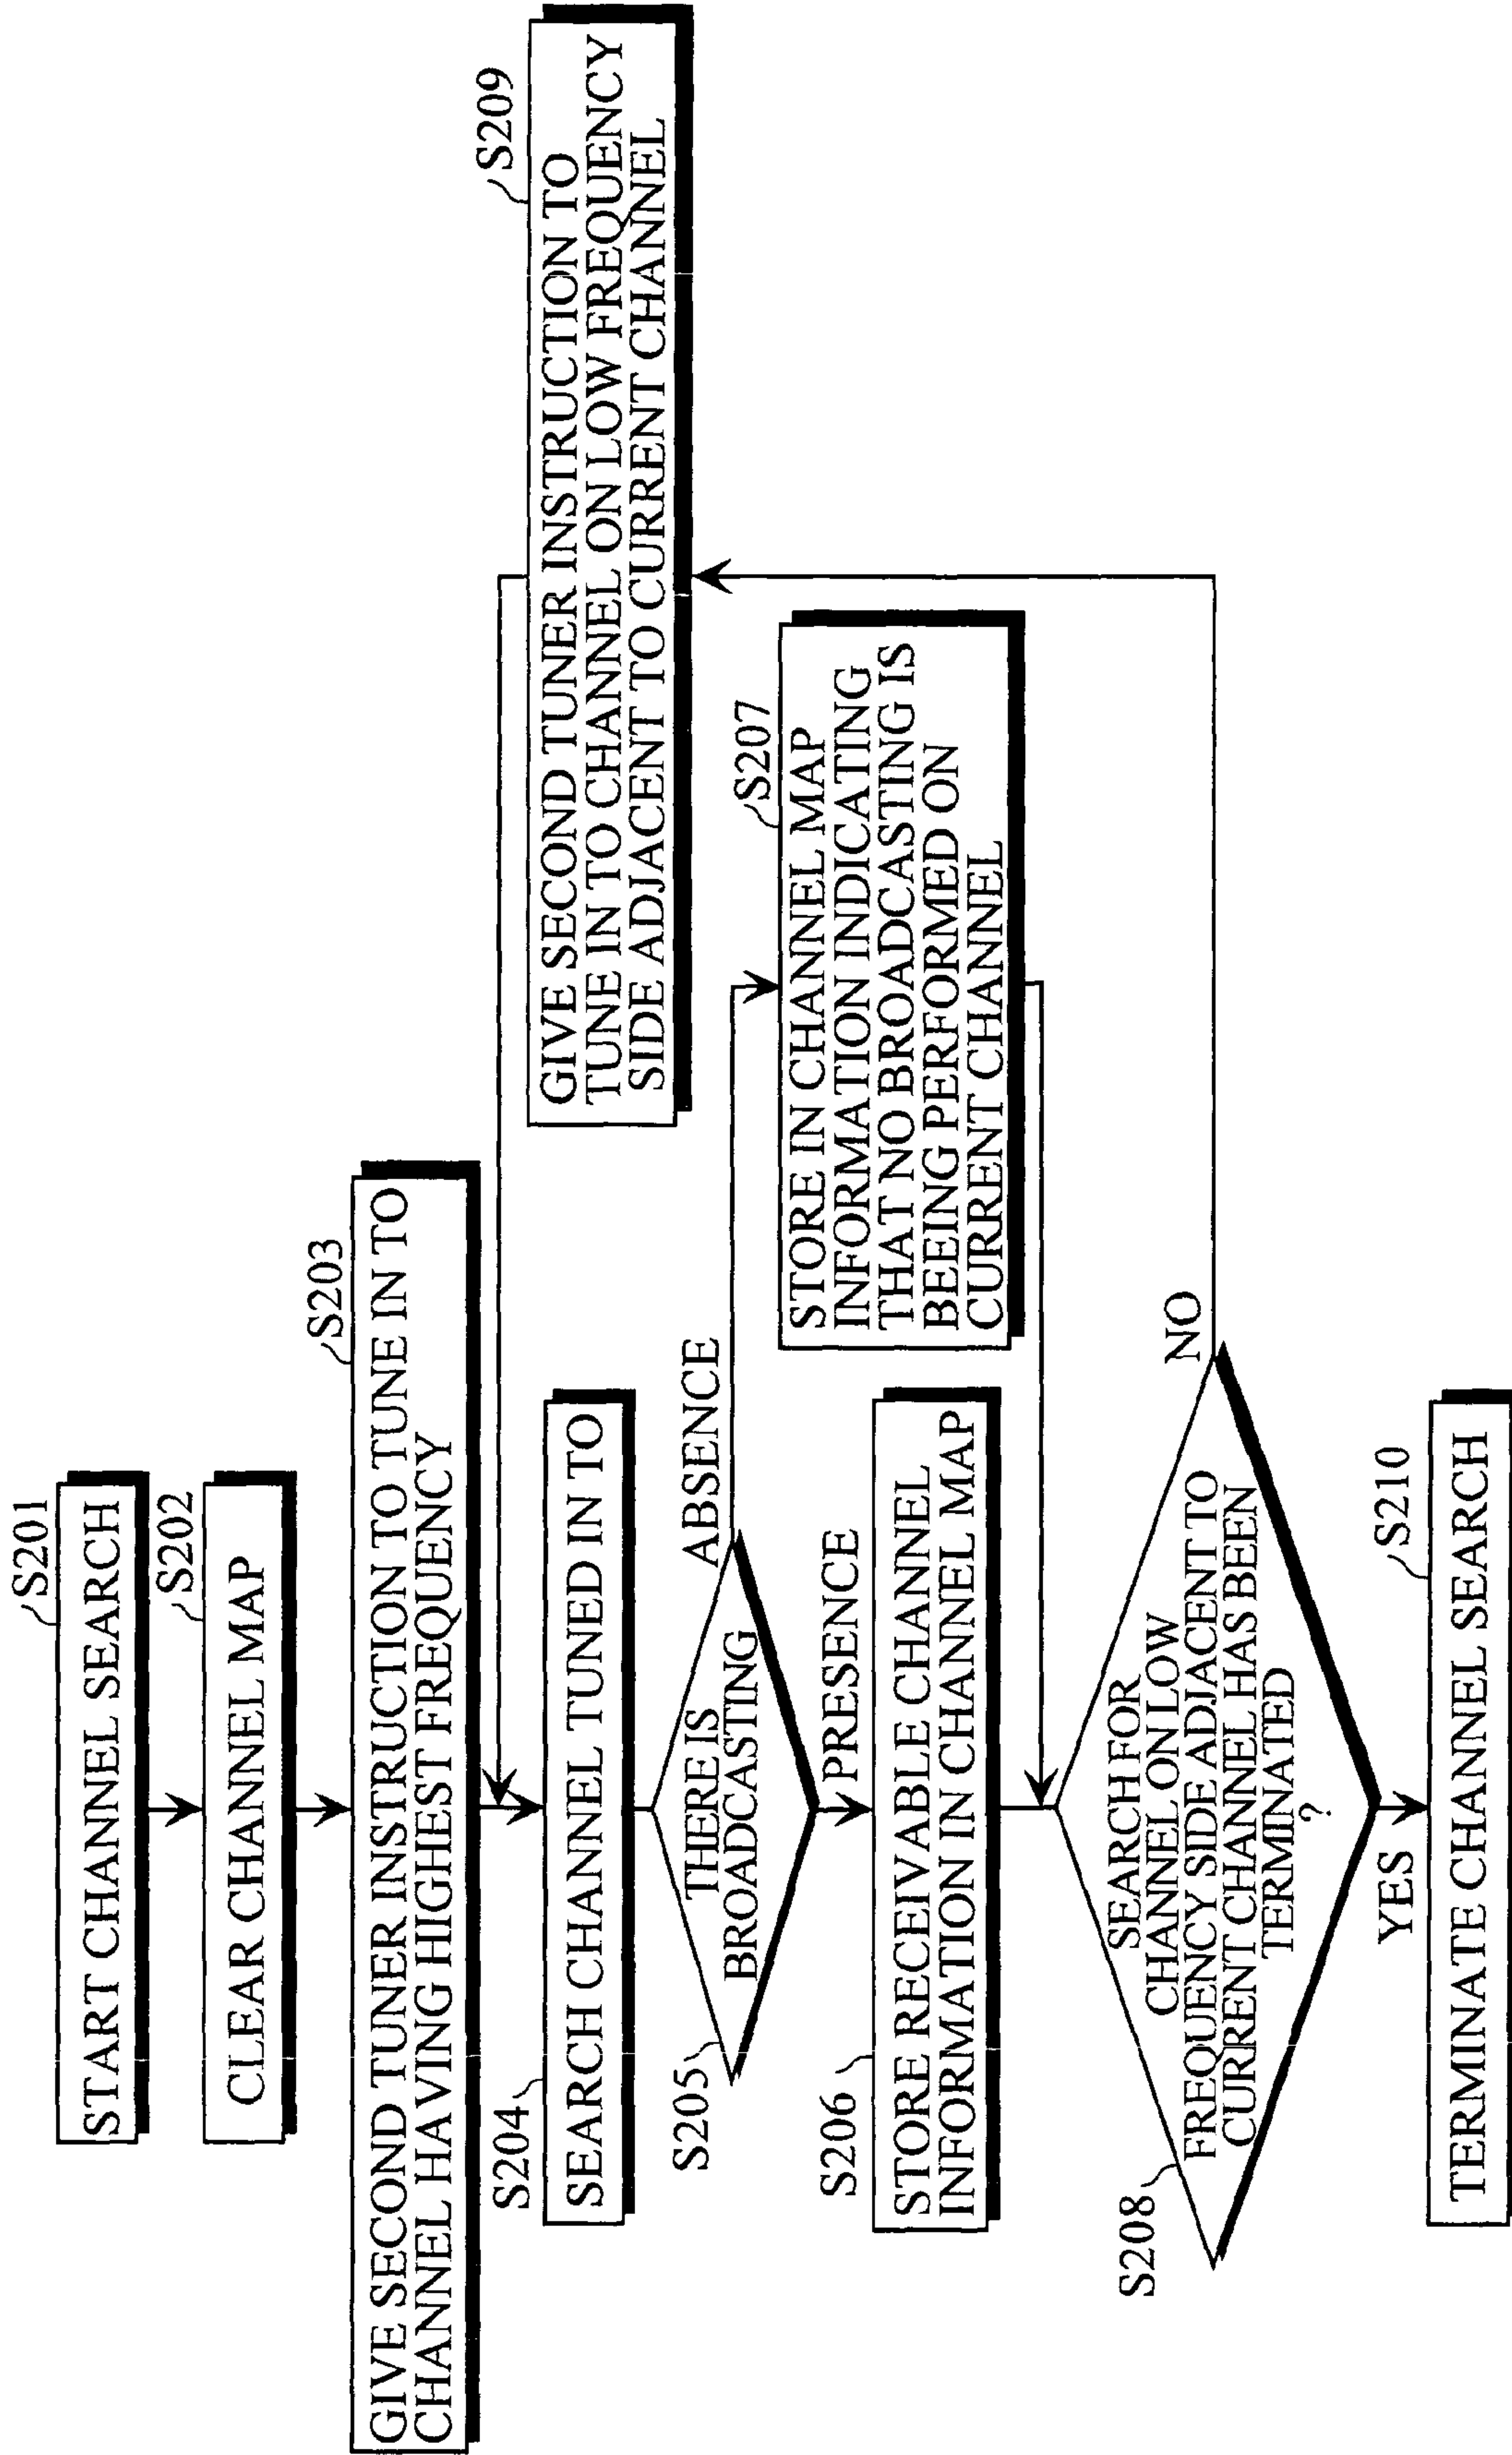 S201
START CHANNEL SEARCH
S202
CLEAR CHANNEL MAP
S203
GIVE SECOND TUNER INSTRUCTION TO TUNE IN TO
CHANNEL HAVING HIGHEST FREQUENCY
S204
SEARCH CHANNEL TUNED IN TO
S205
THERE IS
BROADCASTING
ABSENCE
PRESENCE
S206
STORE RECEIVABLE CHANNEL
INFORMATION IN CHANNEL MAP
S207
STORE IN CHANNEL MAP
INFORMATION INDICATING
THAT NO BROADCASTING IS
BEEING PERFORMED ON
CURRENT CHANNEL
S208
SEARCH FOR
CHANNEL ON LOW
FREQUENCY SIDE ADJACENT TO
CURRENT CHANNEL HAS BEEN
TERMINATED
?
NO
YES
S209
GIVE SECOND TUNER INSTRUCTION TO
TUNE IN TO CHANNEL ON LOW FREQUENCY
SIDE ADJACENT TO CURRENT CHANNEL
S210
TERMINATE CHANNEL SEARCH